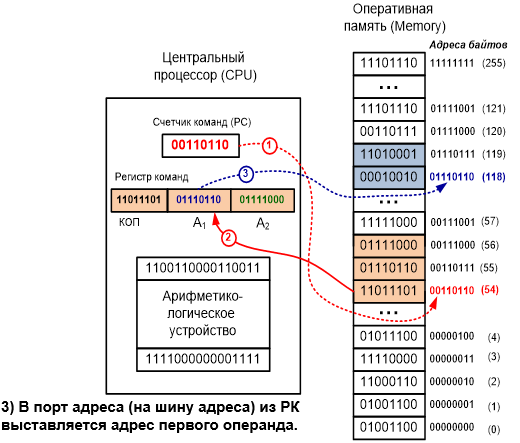 Оперативная
память (Memory)
Центральный
процессор (CPU)
Адреса байтов
11101110 11111111 (255)
...
11101110 01111001 (121)
00110111 01111000 (120)
11010001 01110111 (119)
00010010 01110110 (118)
...
11111000 00111001 (57)
01111000 00111000 (56)
01110110 00110111 (55)
11011101 00110110 (54)
...
01011100 00000100 (4)
11110000 00000011 (3)
11000110 00000010 (2)
01001100 00000001 (1)
01001100 00000000 (0)
Счетчик команд (PC)
00110110
1
3
2
Регистр команд
11011101 01110110 01111000
КОП А1 А2
1100110000110011
Арифметико-
логическое
устройство
1111000000001111
3) В порт адреса (на шину адреса) из РК
выставляется адрес первого операнда.